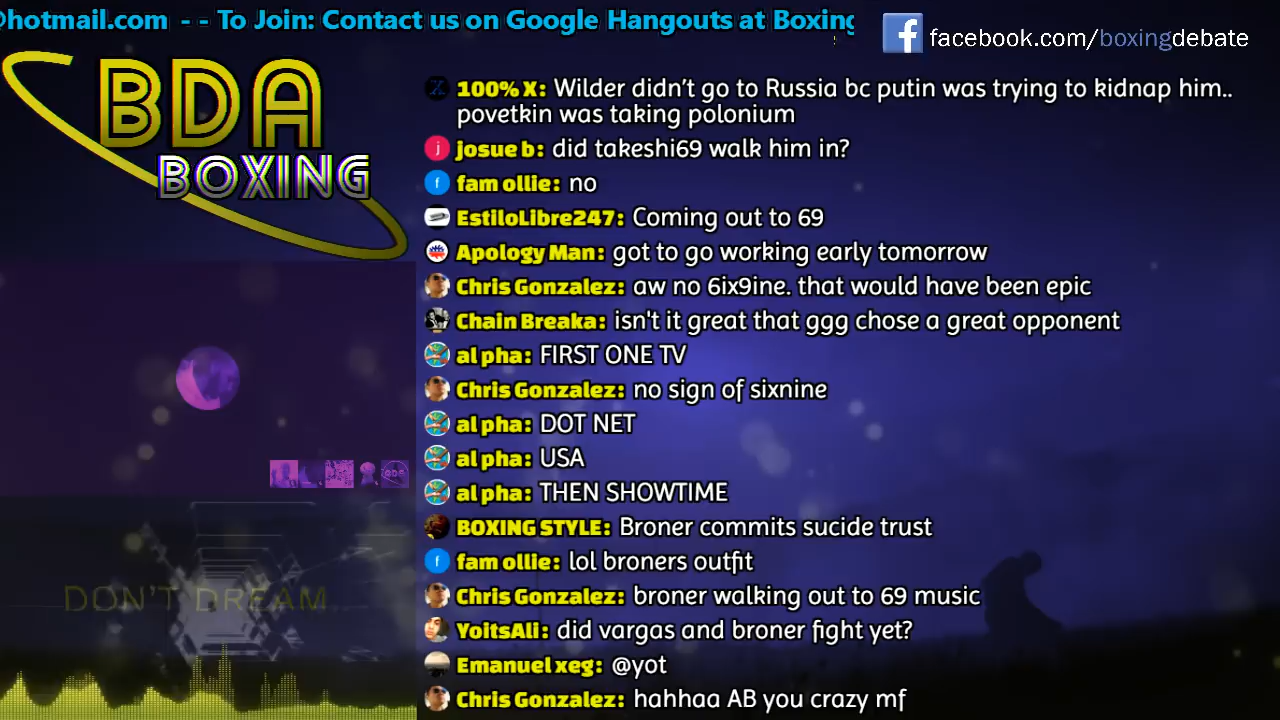 @hotmail.com - - To Join: Contact us on Google Hangouts at Boxing
facebook.com/boxingdebate
BDA
BOXING
100% X: Wilder didn’t go to Russia bc putin was trying to kidnap him..
povetkin was taking polonium
josue b: did takeshi69 walk him in?
fam ollie: no
EstiloLibre247: Coming out to 69
Apology Man: got to go working early tomorrow
Chris Gonzalez: aw no 6ix9ine. that would have been epic
Chain Breaka: isn't it great that ggg chose a great opponent
al pha: FIRST ONE TV
Chris Gonzalez: no sign of sixnine
al pha: DOT NET
al pha: USA
al pha: THEN SHOWTIME
BOXING STYLE: Broner commits sucide trust
fam ollie: lol broners outfit
Chris Gonzalez: broner walking out to 69 music
YoitsAli: did vargas and broner fight yet?
Emanuel xeg: @yot
Chris Gonzalez: hahhaa AB you crazy mf
DON'T DREAM